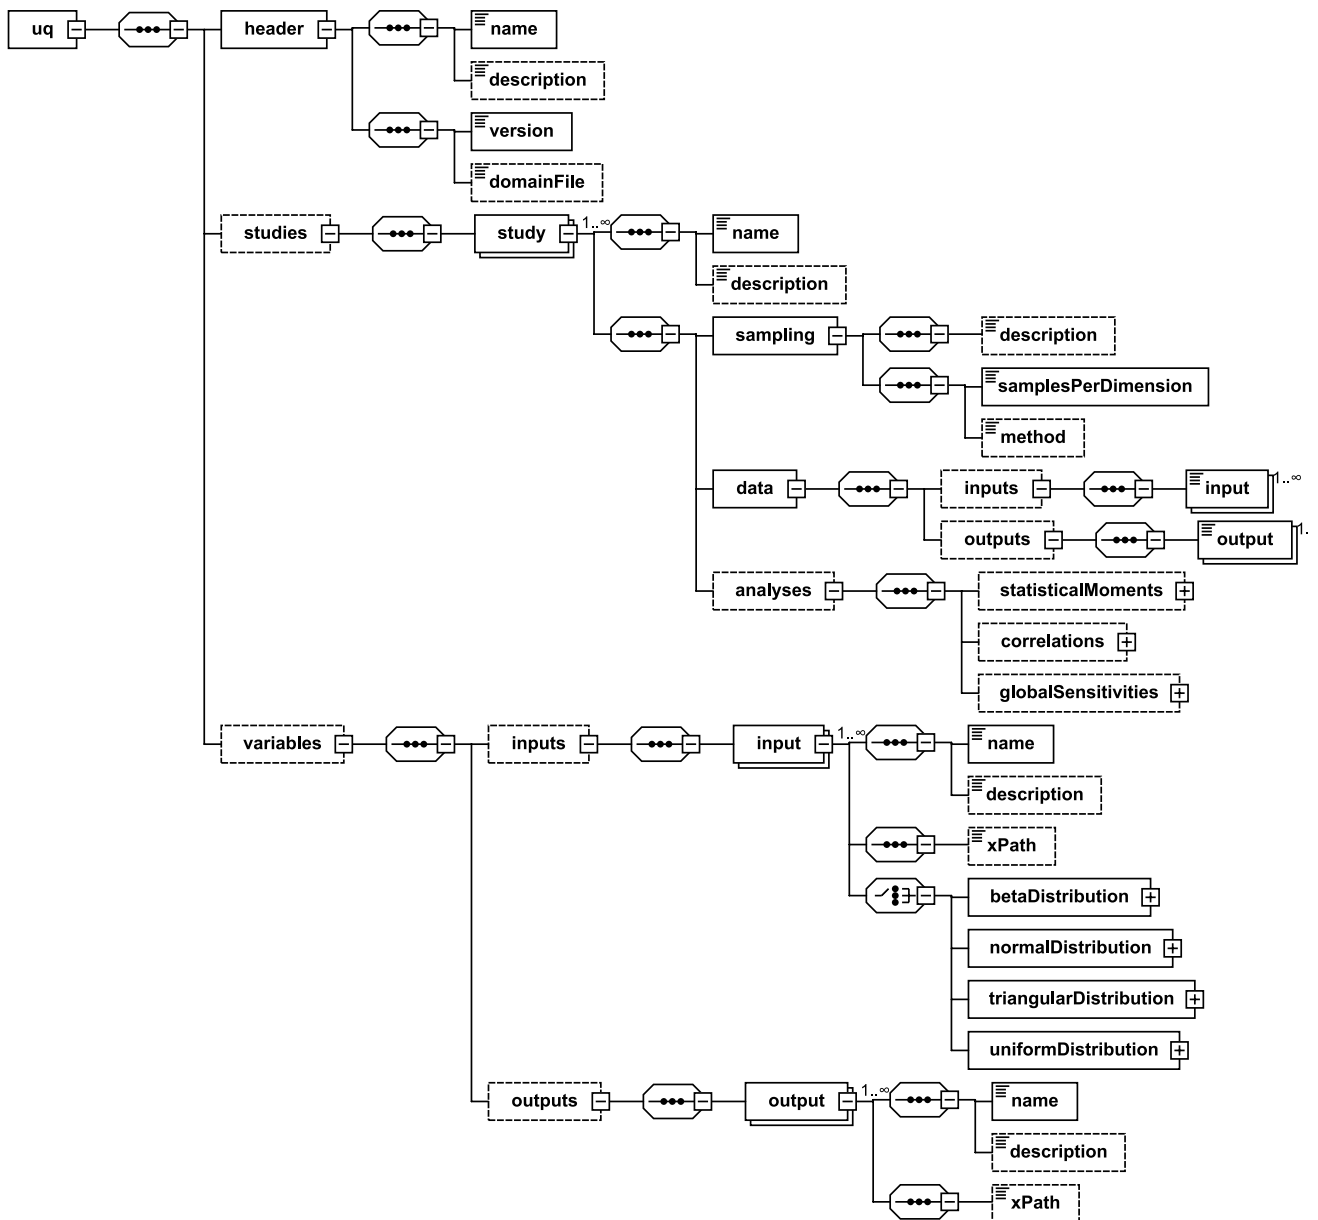 uq
header
name
description
version
domainFile
studies
study
1..∞
name
description
sampling
description
samplesPerDimension
method
data
inputs
input
1..∞
outputs
output
1..
analyses
statisticalMoments
correlations
globalSensitivities
variables
inputs
input
1..∞
name
description
xPath
betaDistribution
normalDistribution
triangularDistribution
uniformDistribution
outputs
output
1..∞
name
description
xPath